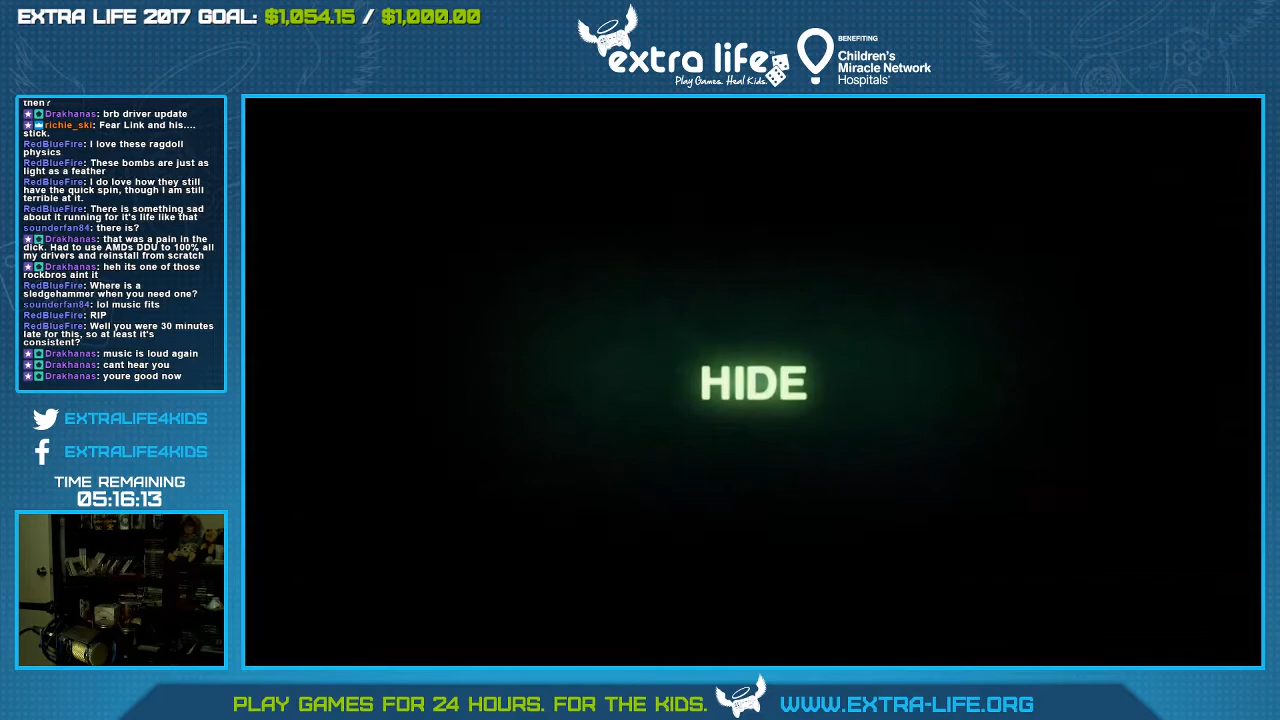 EXTRA LIFE 2017 GOAL: $1,054.15 / $1,000.00
extra life
Play Games. Heal Kids.
BENEFITING
Children's
Miracle Network
Hospitals
then?
Drakhanas: brb driver update
richie_ski: Fear Link and his....
stick.
RedBlueFire: I love these ragdoll
physics
RedBlueFire: These bombs are just as
light as a feather
RedBlueFire: I do love how they still
have the quick spin, though I am still
terrible at it.
RedBlueFire: There is something sad
about it running for it's life like that
sounderfan84: there is?
Drakhanas: that was a pain in the
dick. Had to use AMDs DDU to 100% all
my drivers and reinstall from scratch
Drakhanas: heh its one of those
rockbros aint it
RedBlueFire: Where is a
sledgehammer when you need one?
sounderfan84: lol music fits
RedBlueFire: RIP
RedBlueFire: Well you were 30 minutes
late for this, so at least it's
consistent?
Drakhanas: music is loud again
Drakhanas: cant hear you
Drakhanas: youre good now
HIDE
EXTRALIFE4KIDS
EXTRALIFE4KIDS
TIME REMAINING
05:16:13
PLAY GAMES FOR 24 HOURS. FOR THE KIDS.
WWW.EXTRA-LIFE.ORG